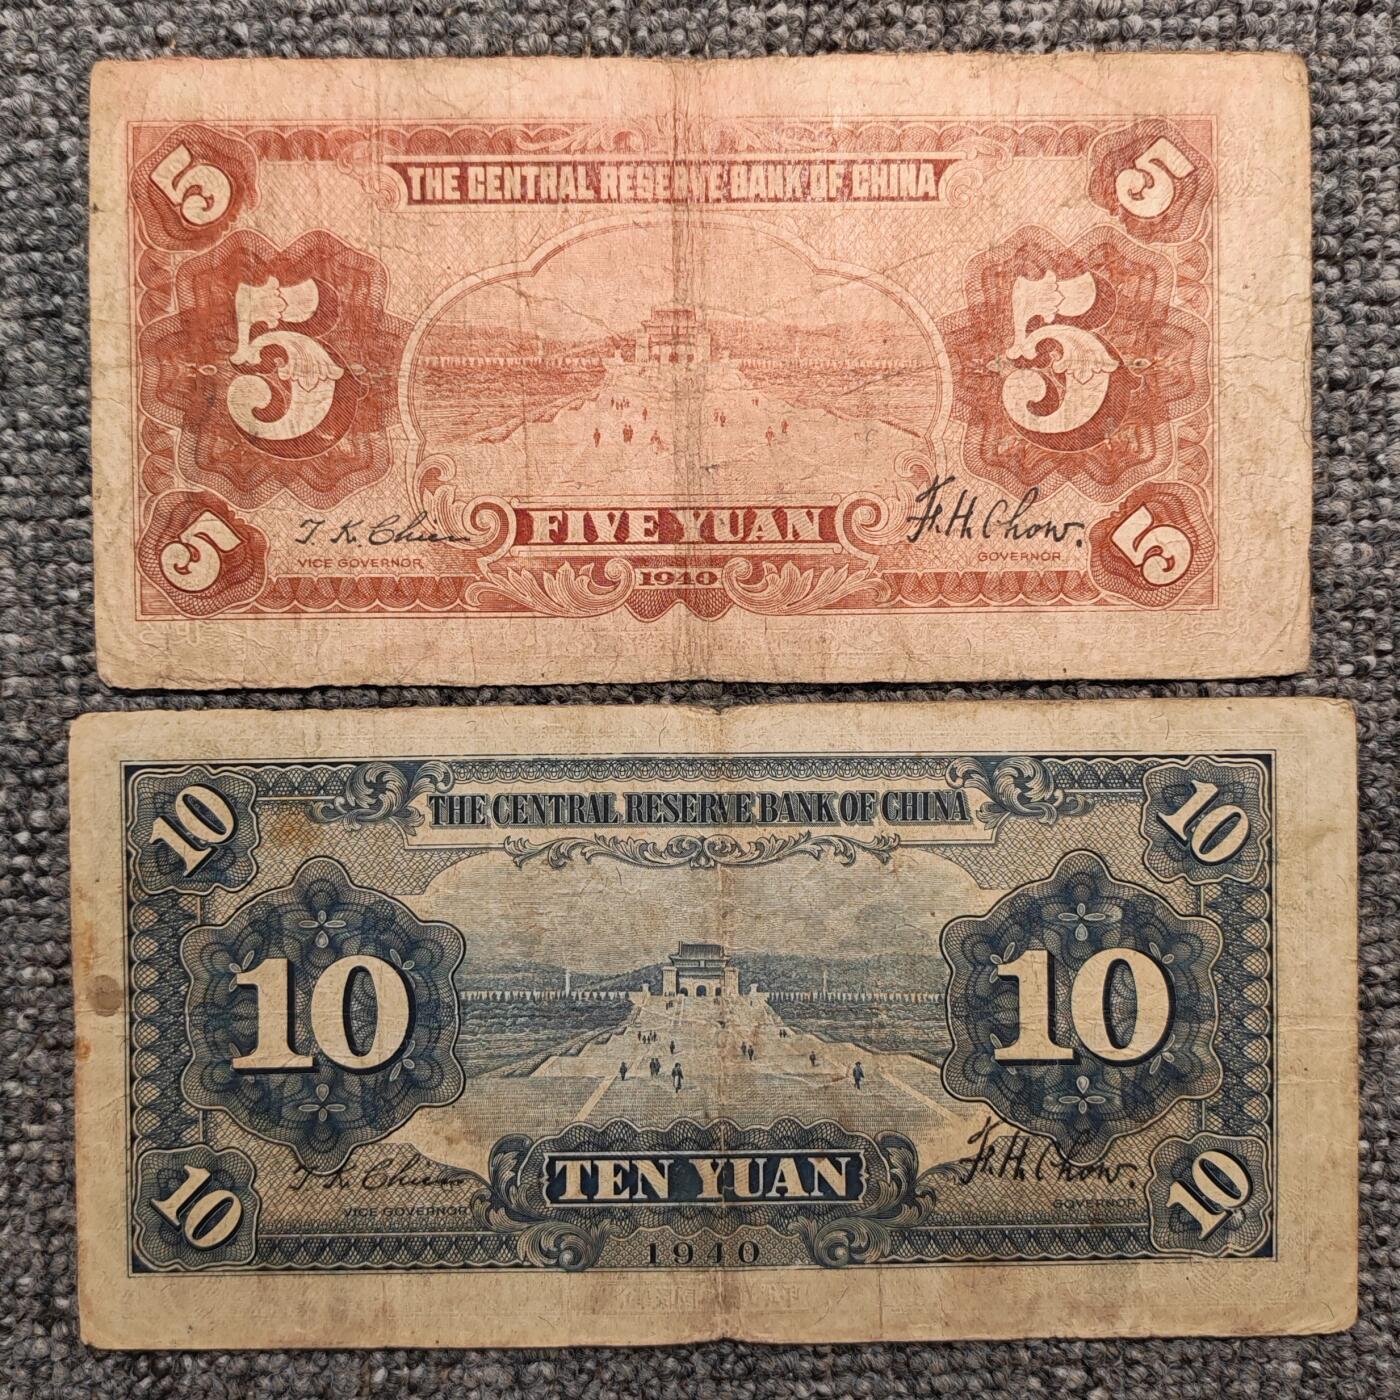 5 5
THE CENTRAL RESERVE BANK OF CHINA
5 5
T. K. Chien
VICE GOVERNOR
FIVE YUAN
F. H. Chow.
GOVERNOR
5 5
1940
10 10
THE CENTRAL RESERVE BANK OF CHINA
10 10
T. K. Chien
VICE GOVERNOR
TEN YUAN
F. H. Chow.
GOVERNOR
10 10
1940